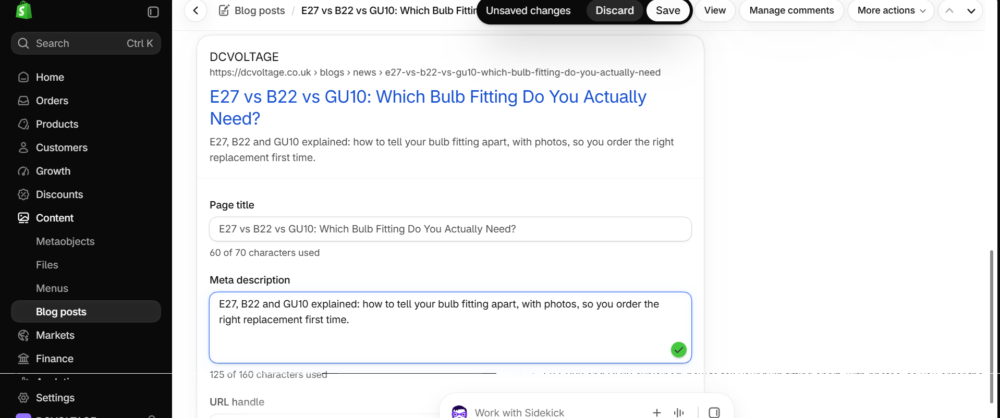 Search Ctrl K
Home
Orders
Products
Customers
Growth
Discounts
Content
Metaobjects
Files
Menus
Blog posts
Markets
Finance
Settings
Blog posts / E27 vs B22 vs GU10: Which Bulb
Unsaved changes Discard Save View Manage comments More actions
DCVOLTAGE
https://dcvoltage.co.uk › blogs › news › e27-vs-b22-vs-gu10-which-bulb-fitting-do-you-actually-need
E27 vs B22 vs GU10: Which Bulb Fitting Do You Actually
Need?
E27, B22 and GU10 explained: how to tell your bulb fitting apart, with photos, so you order the right
replacement first time.
Page title
E27 vs B22 vs GU10: Which Bulb Fitting Do You Actually Need?
60 of 70 characters used
Meta description
E27, B22 and GU10 explained: how to tell your bulb fitting apart, with photos, so you order the
right replacement first time.
125 of 160 characters used
URL handle
Work with Sidekick